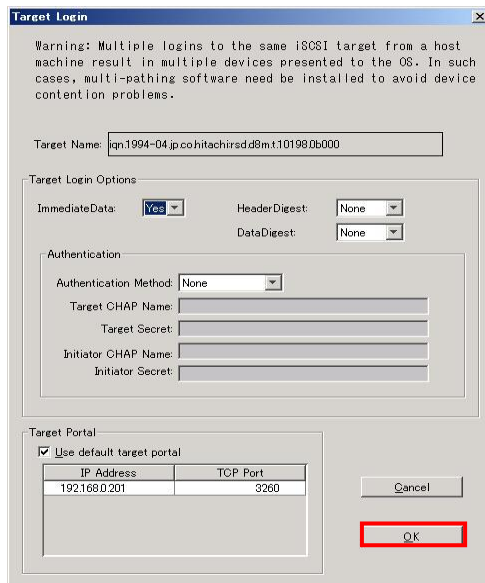 Target Login
Warning: Multiple logins to the same iSCSI target from a host
machine result in multiple devices presented to the OS. In such
cases, multi-pathing software need be installed to avoid device
contention problems.
Target Name: iqn.1994-04.jp.co.hitachi:rsd.d8m.t.10198.0b000
Target Login Options
ImmediateData: Yes HeaderDigest: None
DataDigest: None
Authentication
Authentication Method: None
Target CHAP Name:
Target Secret:
Initiator CHAP Name:
Initiator Secret:
Target Portal
Use default target portal
IP Address TCP Port
192.168.0.201 3260
Cancel
OK